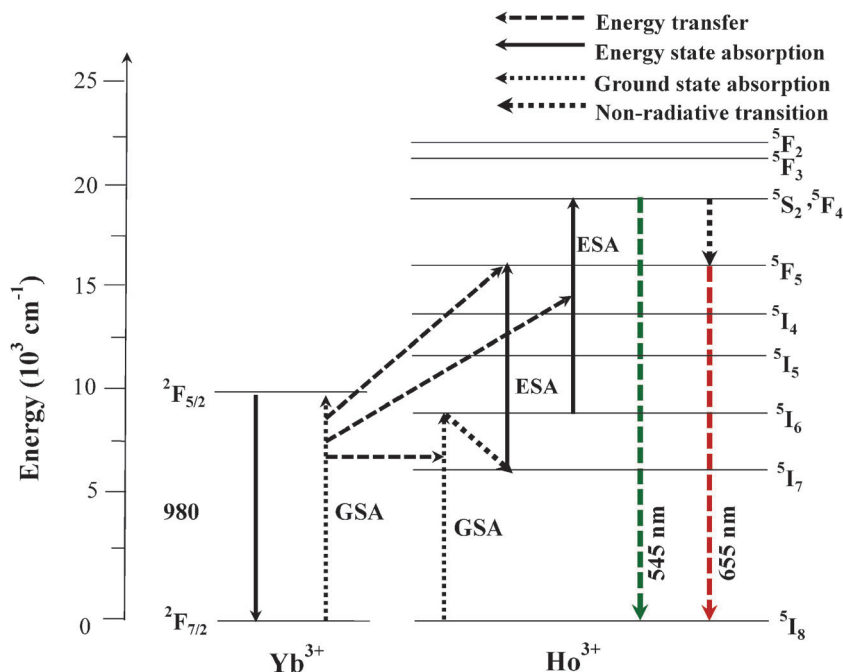 Energy transfer
Energy state absorption
Ground state absorption
Non-radiative transition
Energy (10³ cm⁻¹)
25
20
15
10
5
0
²F₅/₂
980
²F₇/₂
GSA
GSA
ESA
ESA
545 nm
655 nm
⁵F₂
⁵F₃
⁵S₂,⁵F₄
⁵F₅
⁵I₄
⁵I₅
⁵I₆
⁵I₇
⁵I₈
Yb³⁺
Ho³⁺